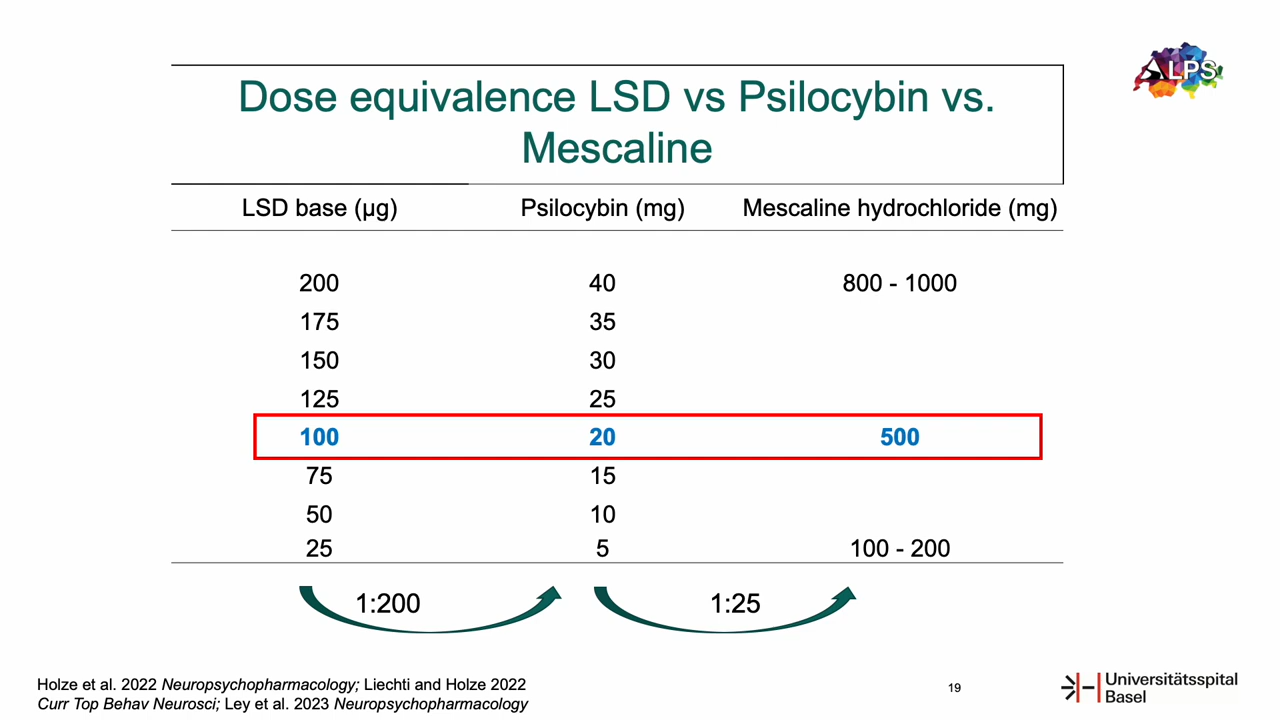 ALPS
Dose equivalence LSD vs Psilocybin vs.
Mescaline
LSD base (µg) Psilocybin (mg) Mescaline hydrochloride (mg)
200 40 800 - 1000
175 35
150 30
125 25
100 20 500
75 15
50 10
25 5 100 - 200
1:200 1:25
Holze et al. 2022 Neuropsychopharmacology; Liechti and Holze 2022
Curr Top Behav Neurosci; Ley et al. 2023 Neuropsychopharmacology
19
Universitätsspital
Basel